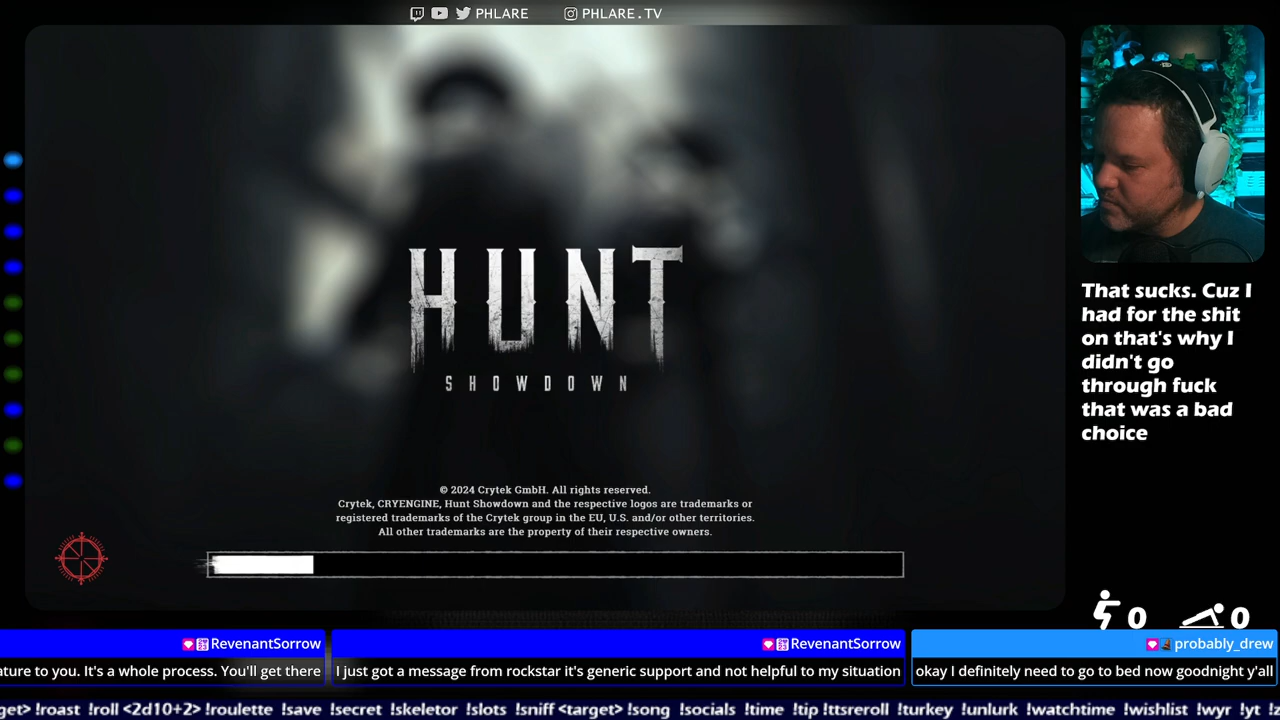 PHLARE PHLARE.TV
HUNT
SHOWDOWN
© 2024 Crytek GmbH. All rights reserved.
Crytek, CRYENGINE, Hunt Showdown and the respective logos are trademarks or
registered trademarks of the Crytek group in the EU, U.S. and/or other territories.
All other trademarks are the property of their respective owners.
That sucks. Cuz I
had for the shit
on that's why I
didn't go
through fuck
that was a bad
choice
0 0
RevenantSorrow
ature to you. It's a whole process. You'll get there
RevenantSorrow
I just got a message from rockstar it's generic support and not helpful to my situation
probably_drew
okay I definitely need to go to bed now goodnight y'all
get> !roast !roll <2d10+2> !roulette !save !secret !skeletor !slots !sniff <target> !song !socials !time !tip !ttsreroll !turkey !unlurk !watchtime !wishlist !wyr !yt